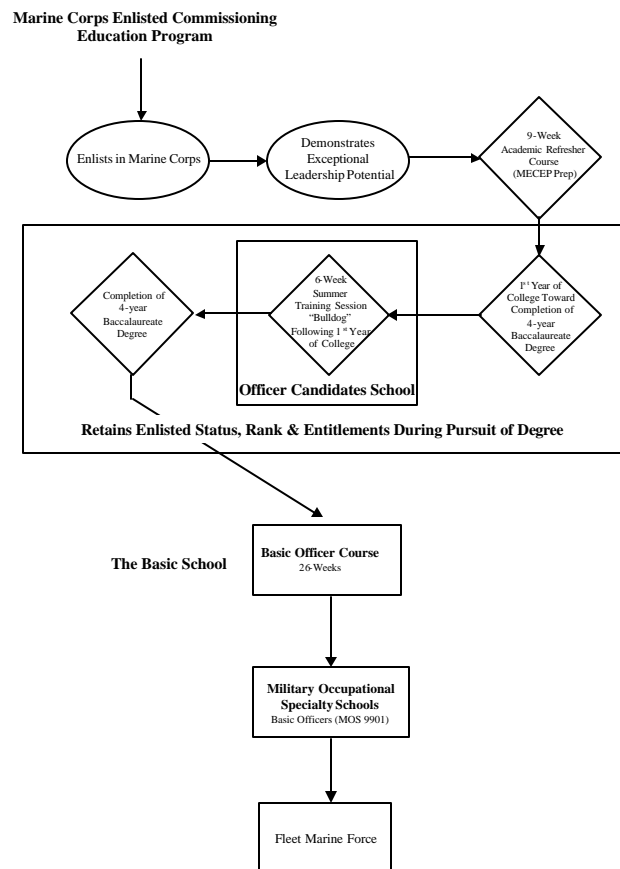 Marine Corps Enlisted Commissioning
Education Program
Enlists in Marine Corps
Demonstrates
Exceptional
Leadership Potential
9-Week
Academic Refresher
Course
(MECEP Prep)
1st Year of
College Toward
Completion of
4-year
Baccalaureate
Degree
6-Week
Summer
Training Session
“Bulldog”
Following 1st Year
of College
Officer Candidates School
Completion of
4-year
Baccalaureate
Degree
Retains Enlisted Status, Rank & Entitlements During Pursuit of Degree
The Basic School
Basic Officer Course
26-Weeks
Military Occupational
Specialty Schools
Basic Officers (MOS 9901)
Fleet Marine Force